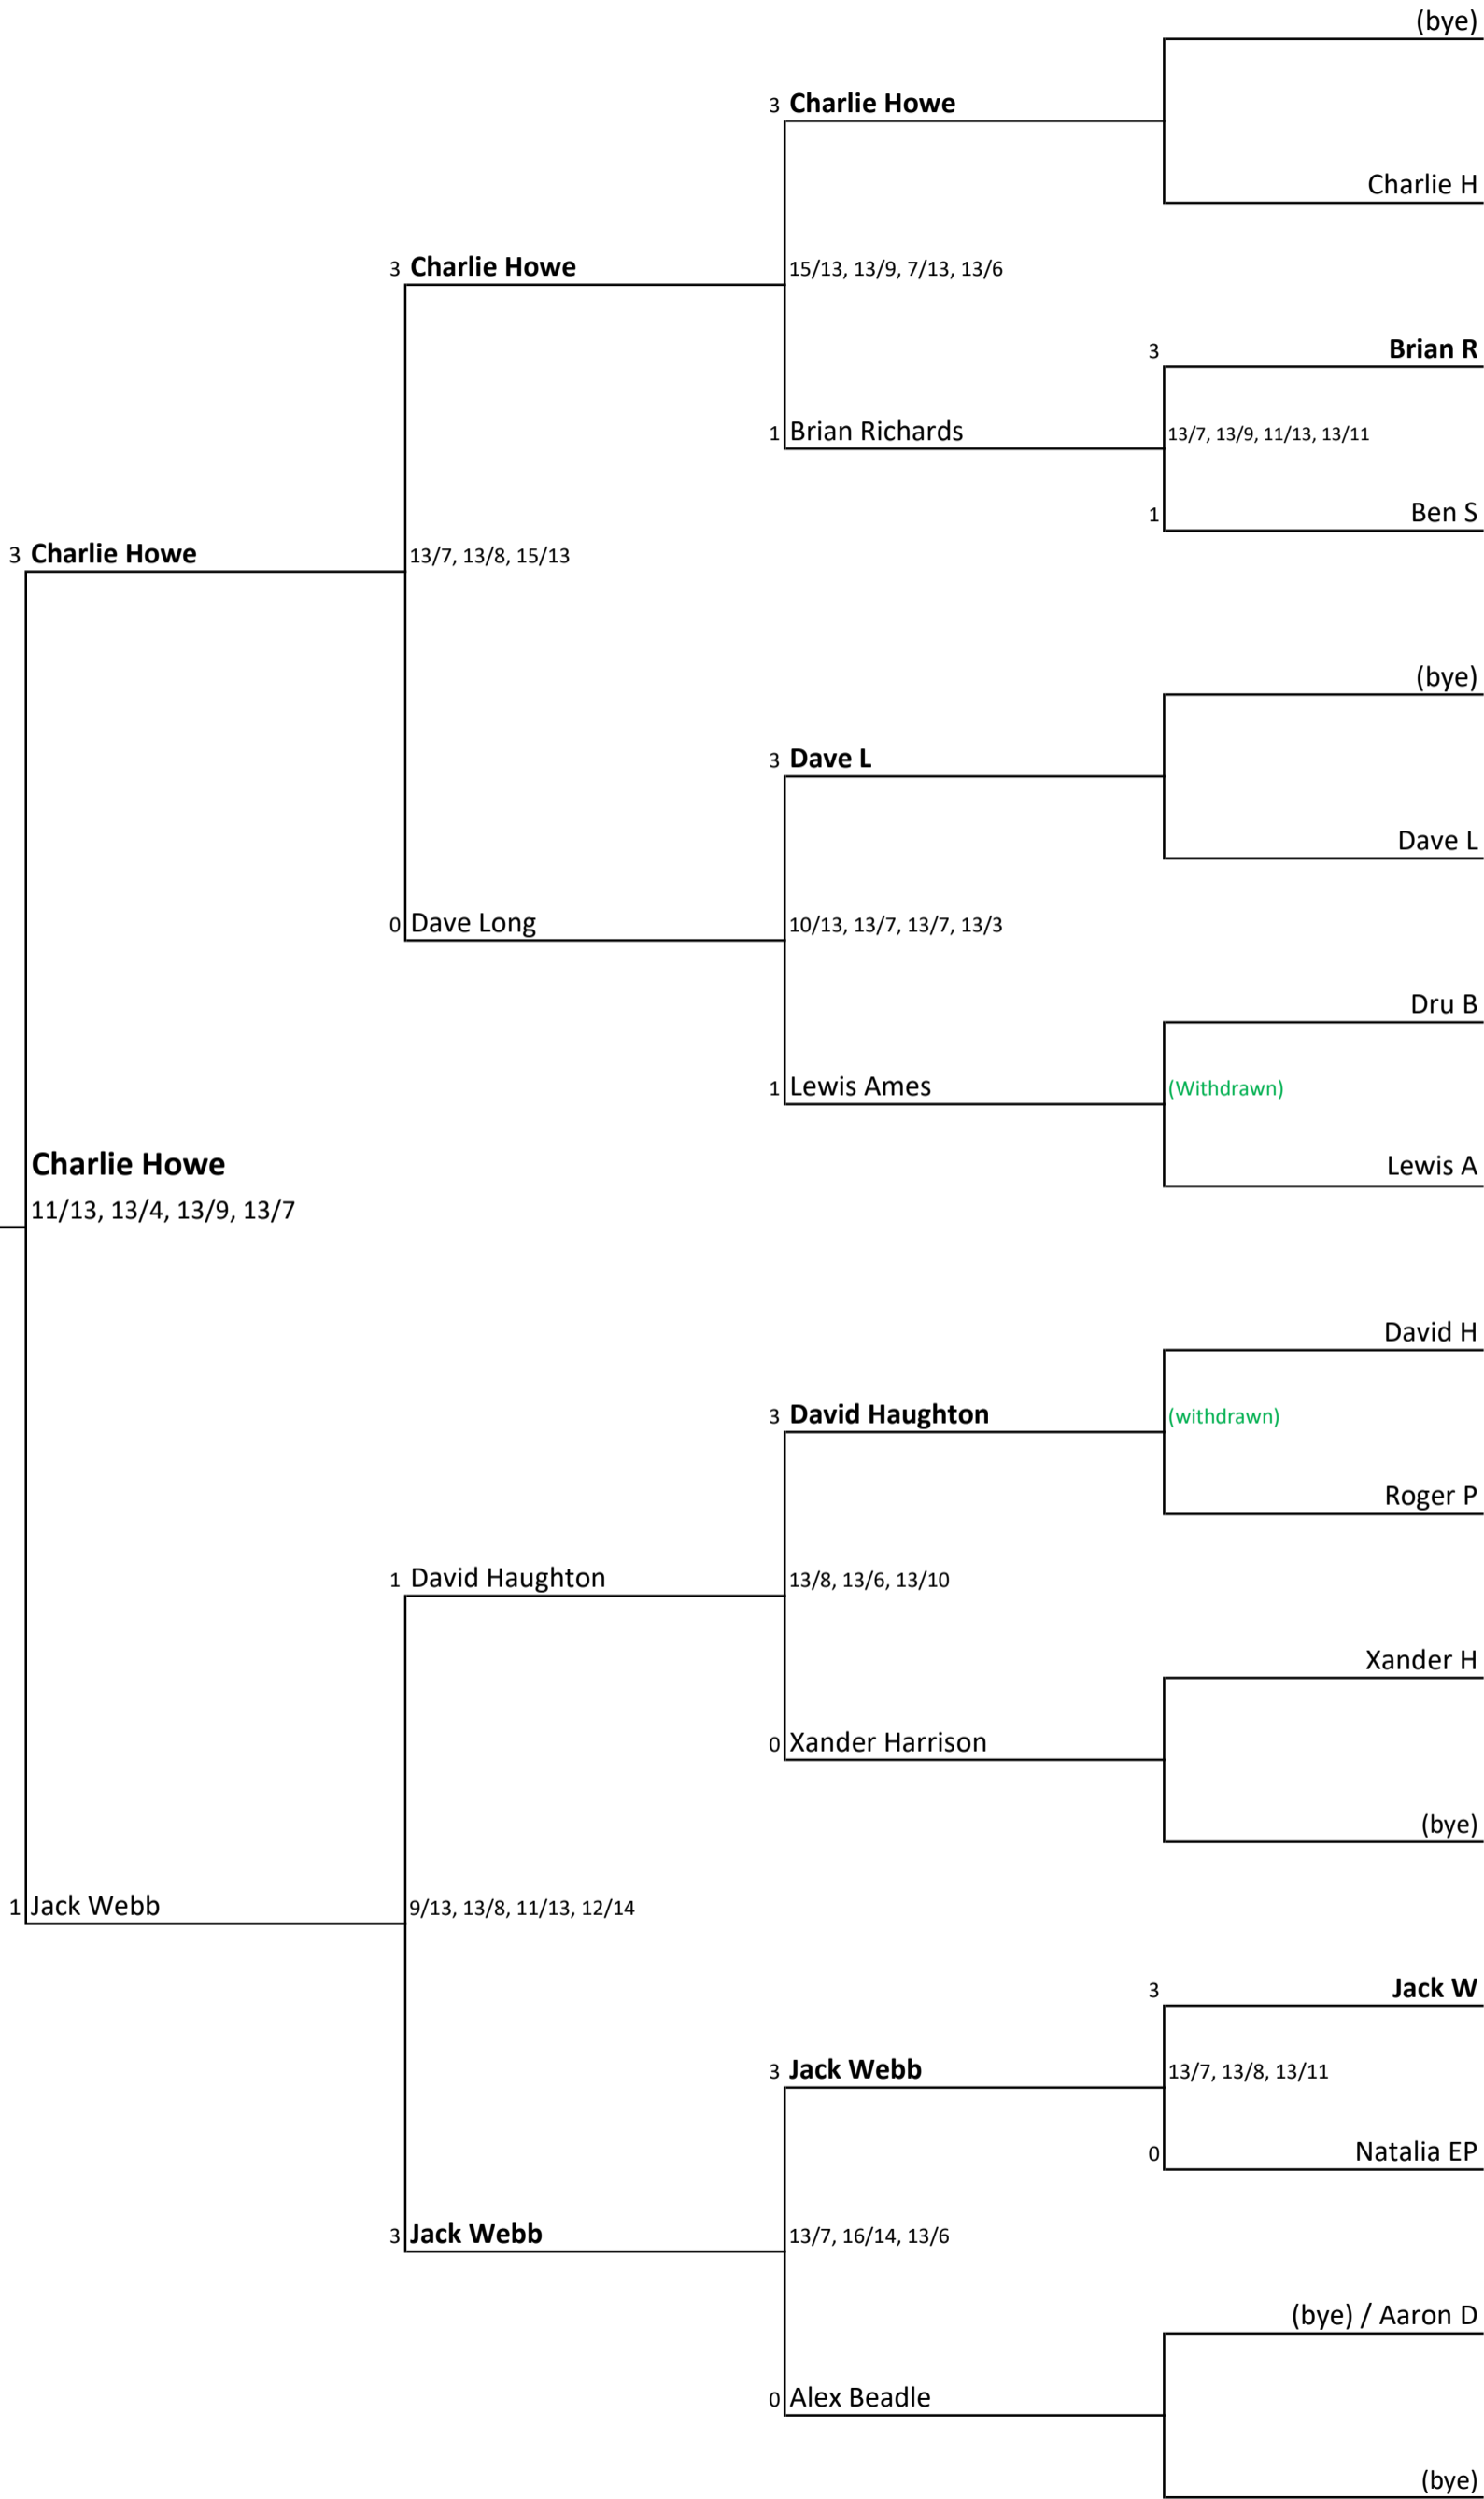 (bye)
3 Charlie Howe
Charlie H
3 Charlie Howe
15/13, 13/9, 7/13, 13/6
3 Brian R
1 Brian Richards
13/7, 13/9, 11/13, 13/11
1 Ben S
3 Charlie Howe
13/7, 13/8, 15/13
(bye)
3 Dave L
Dave L
0 Dave Long
10/13, 13/7, 13/7, 13/3
Dru B
1 Lewis Ames
(Withdrawn)
Lewis A
Charlie Howe
11/13, 13/4, 13/9, 13/7
David H
3 David Haughton
(withdrawn)
Roger P
1 David Haughton
13/8, 13/6, 13/10
Xander H
0 Xander Harrison
(bye)
1 Jack Webb
9/13, 13/8, 11/13, 12/14
3 Jack W
3 Jack Webb
13/7, 13/8, 13/11
0 Natalia EP
3 Jack Webb
13/7, 16/14, 13/6
(bye) / Aaron D
0 Alex Beadle
(bye)